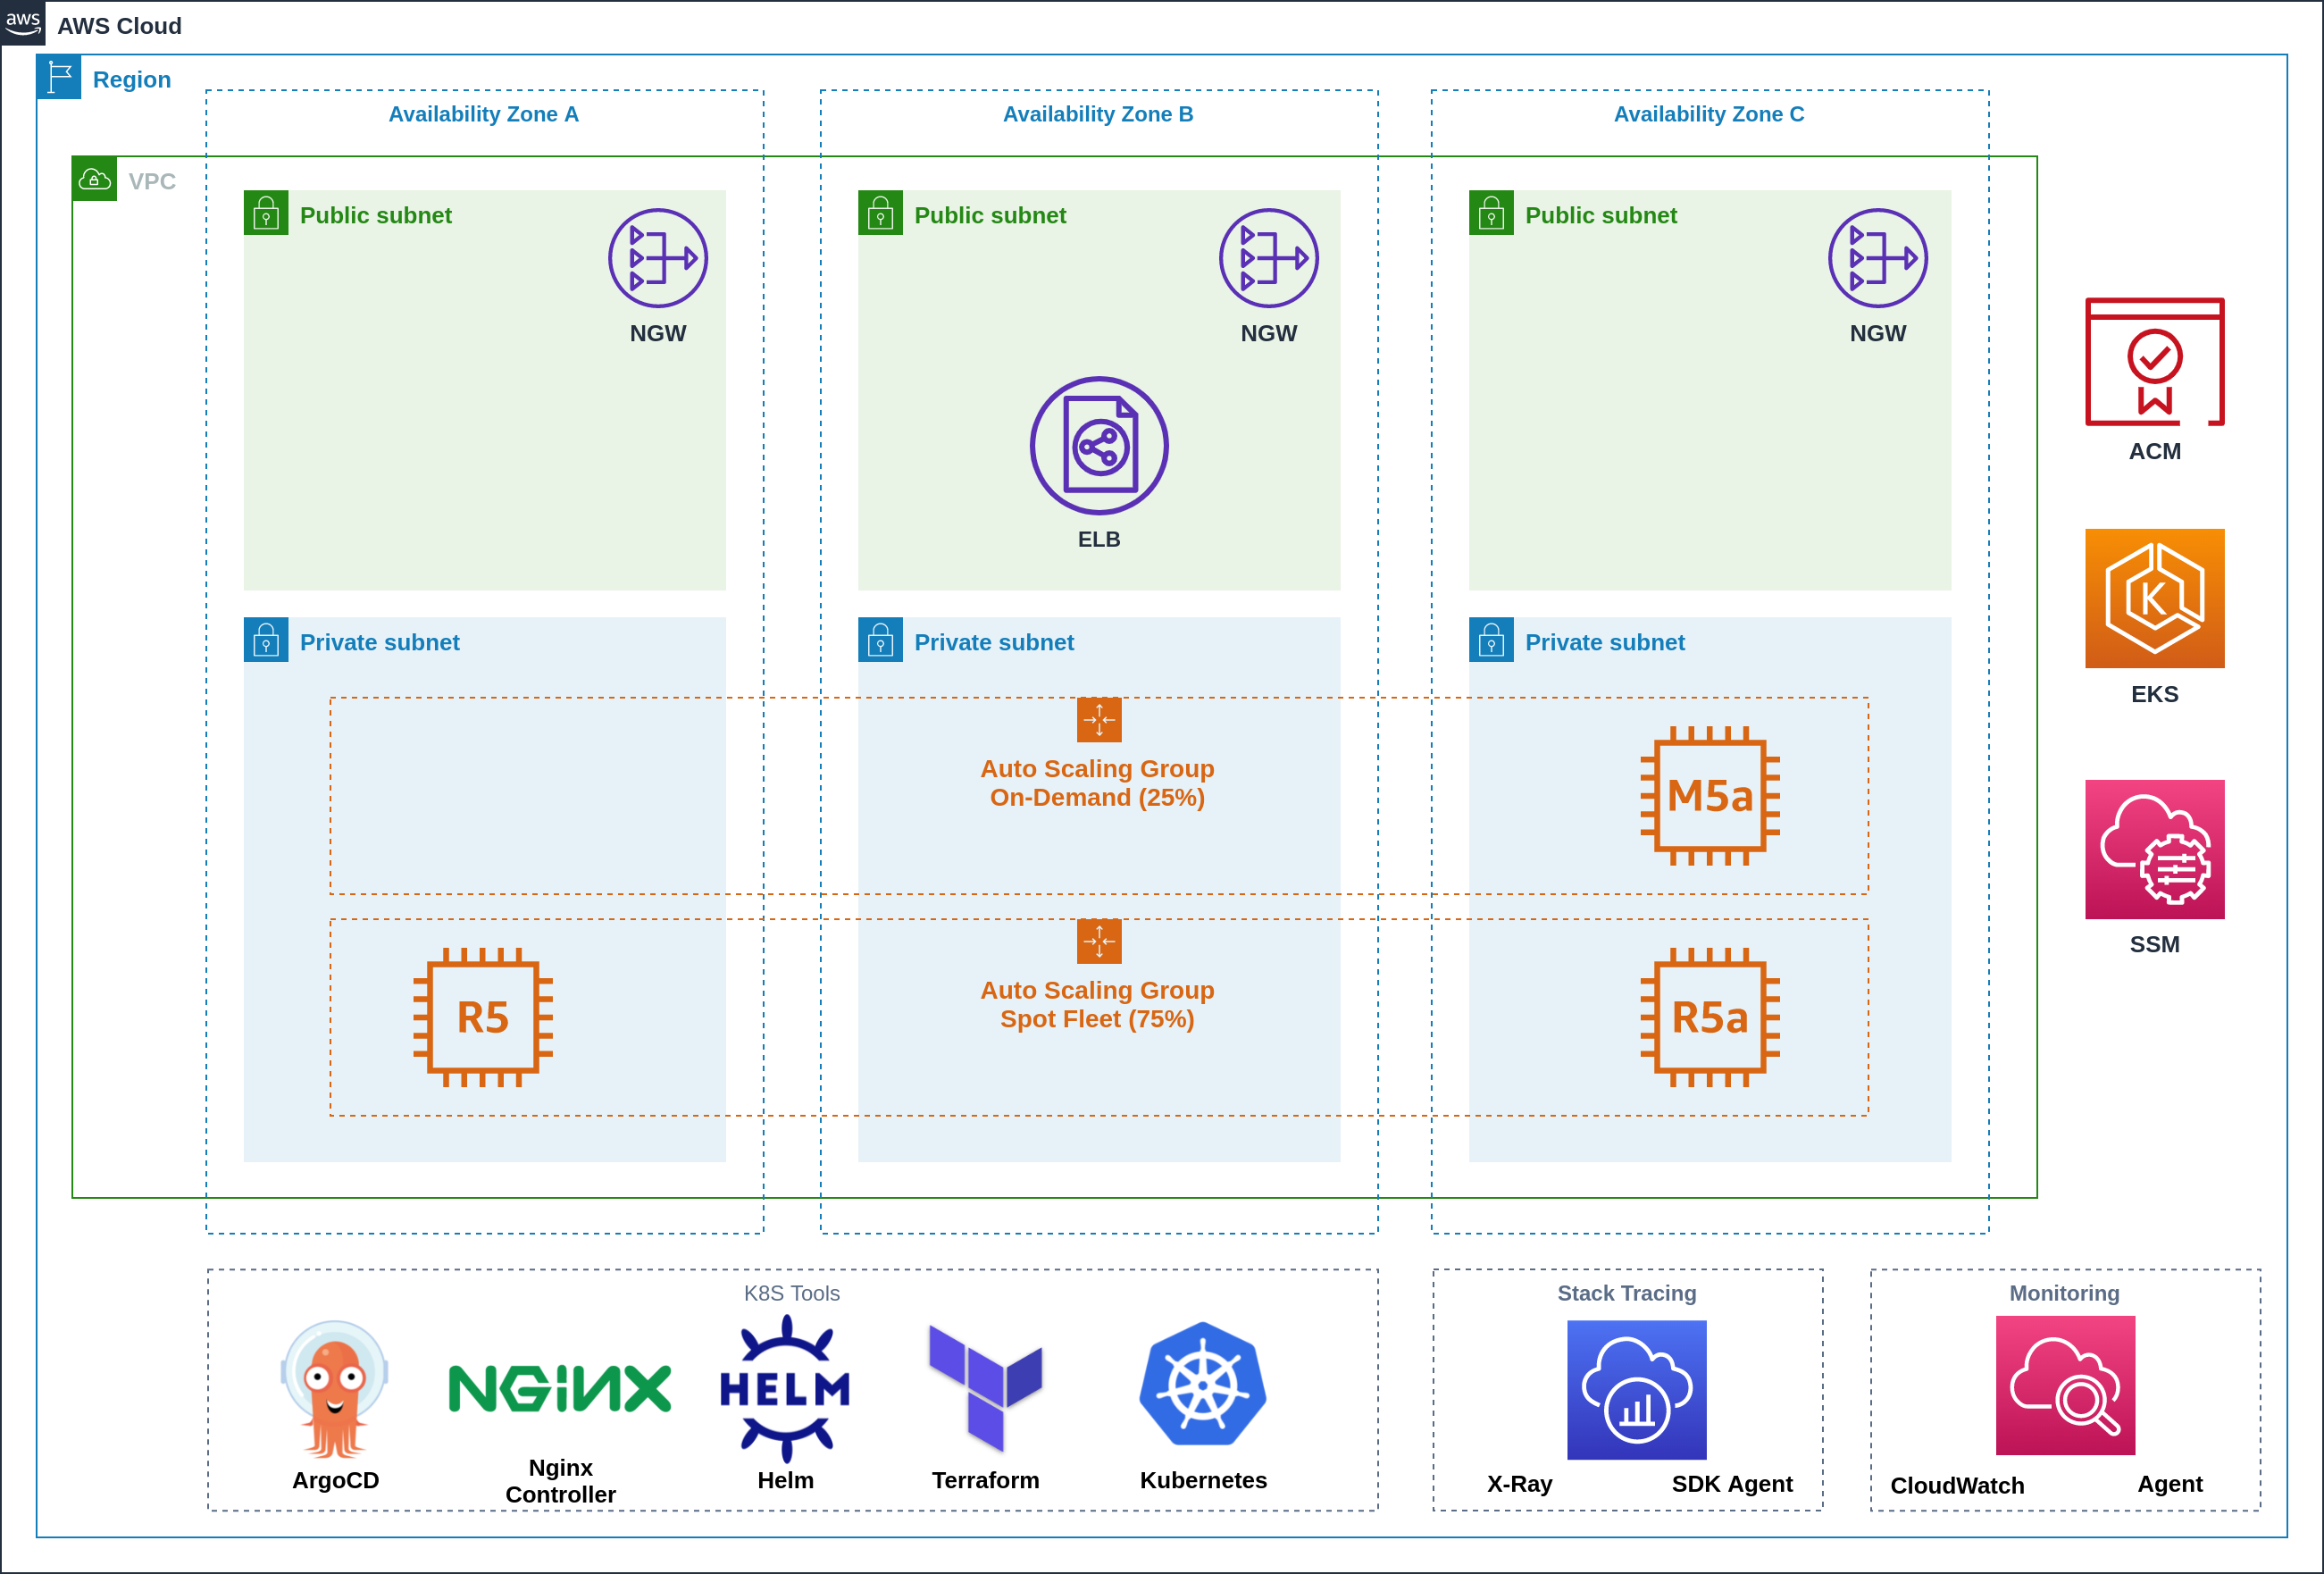 aws
AWS Cloud
Region
Availability Zone A
Availability Zone B
Availability Zone C
VPC
Public subnet
Public subnet
Public subnet
NGW
NGW
NGW
ELB
ACM
Private subnet
Private subnet
Private subnet
K
EKS
Auto Scaling Group
On-Demand (25%)
M5a
SSM
Auto Scaling Group
Spot Fleet (75%)
R5
R5a
K8S Tools
Stack Tracing
Monitoring
NGINX
HELM
ArgoCD
Nginx
Controller
Helm
Terraform
Kubernetes
X-Ray
SDK Agent
CloudWatch
Agent